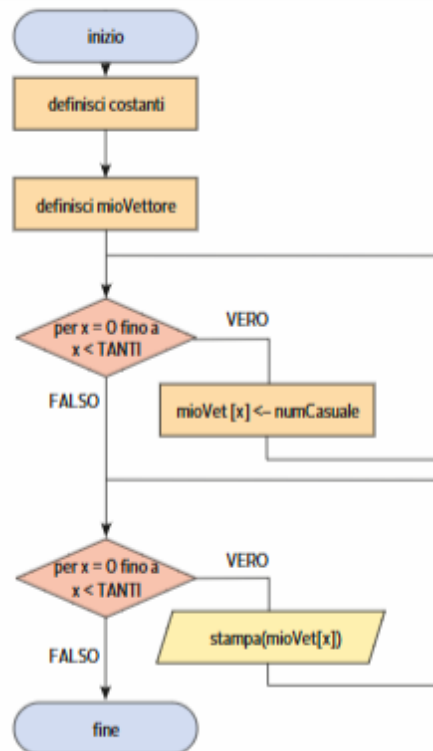 inizio
definisci costanti
definisci mioVettore
per x = 0 fino a
x < TANTI
VERO
FALSO
mioVet [x] <– numCasuale
per x = 0 fino a
x < TANTI
VERO
FALSO
stampa(mioVet[x])
fine